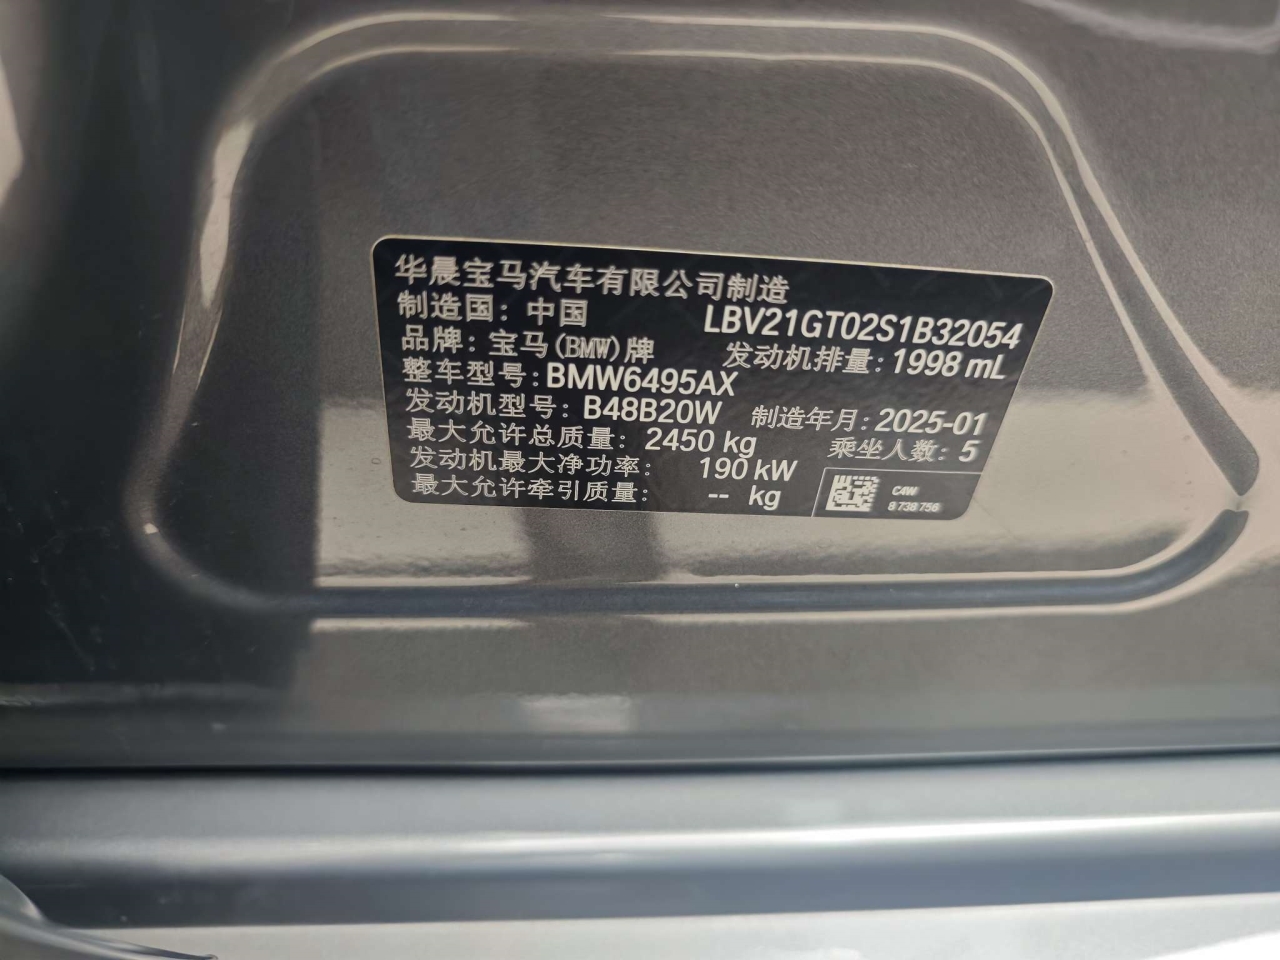 华晨宝马汽车有限公司制造
制造国：中国
LBV21GT02S1B32054
品牌：宝马(BMW)牌
发动机排量：1998 mL
整车型号：BMW6495AX
发动机型号：B48B20W
制造年月：2025-01
最大允许总质量：2450 kg
乘坐人数：5
发动机最大净功率：190 kW
最大允许牵引质量：-- kg
C4W
8 738 756